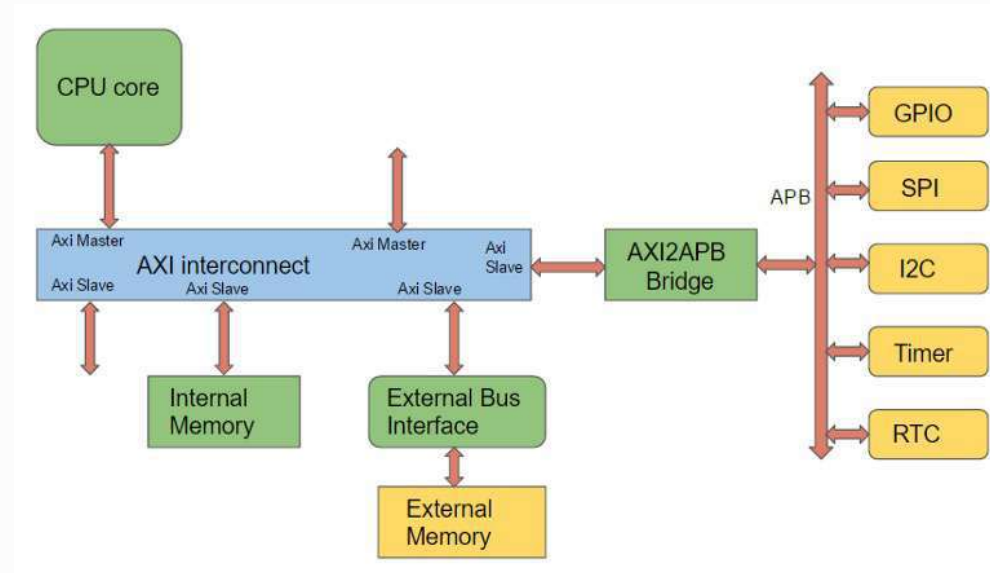 CPU core
GPIO
SPI
APB
Axi Master
Axi Master
Axi
Slave
AXI interconnect
Axi Slave
Axi Slave
Axi Slave
AXI2APB
Bridge
I2C
Timer
Internal
Memory
External Bus
Interface
RTC
External
Memory